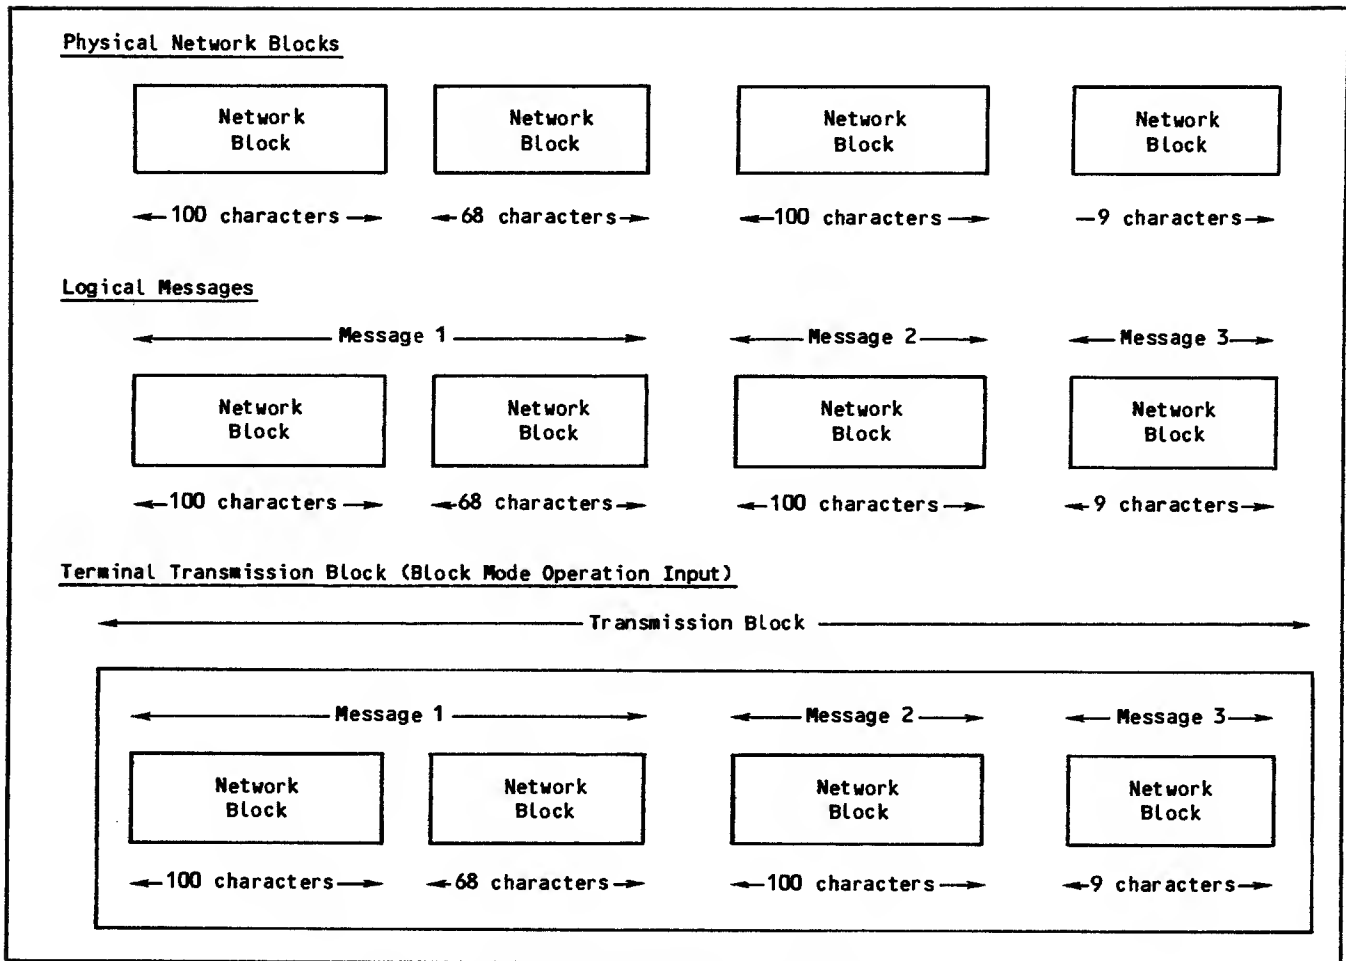 Physical Network Blocks
Network Block
Network Block
Network Block
Network Block
100 characters
68 characters
100 characters
9 characters
Logical Messages
Message 1
Message 2
Message 3
Network Block
Network Block
Network Block
Network Block
100 characters
68 characters
100 characters
9 characters
Terminal Transmission Block (Block Mode Operation Input)
Transmission Block
Message 1
Message 2
Message 3
Network Block
Network Block
Network Block
Network Block
100 characters
68 characters
100 characters
9 characters